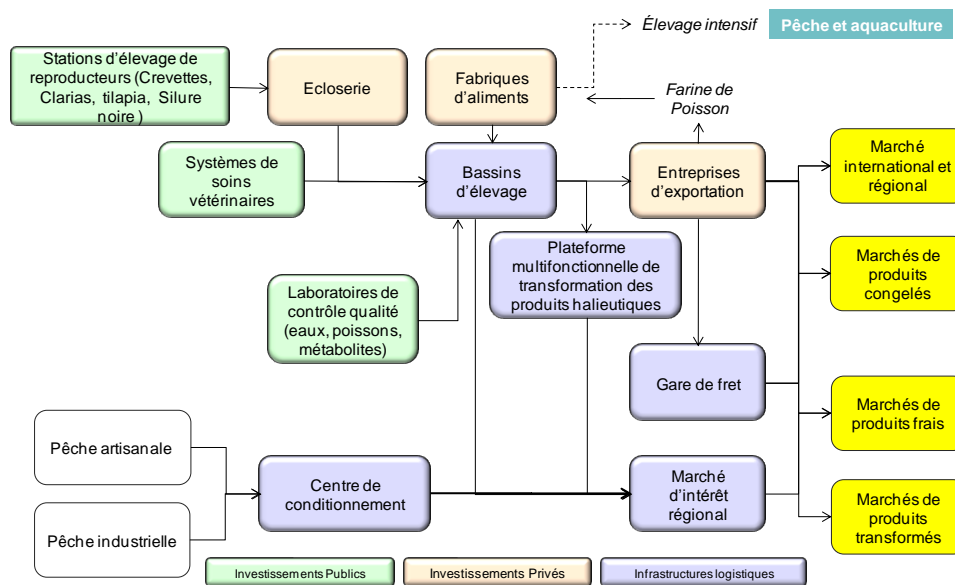 Élevage intensif
Pêche et aquaculture
Stations d'élevage de
reproducteurs (Crevettes,
Clarias, tilapia, Silure
noire )
Ecloserie
Fabriques
d'aliments
Farine de
Poisson
Marché
international et
régional
Systèmes de
soins
vétérinaires
Bassins
d'élevage
Entreprises
d'exportation
Plateforme
multifonctionnelle de
transformation des
produits halieutiques
Marchés de
produits
congelés
Laboratoires de
contrôle qualité
(eaux, poissons,
métabolites)
Gare de fret
Marchés de
produits frais
Pêche artisanale
Centre de
conditionnement
Marché
d'intérêt
régional
Marchés de
produits
transformés
Pêche industrielle
Investissements Publics
Investissements Privés
Infrastructures logistiques